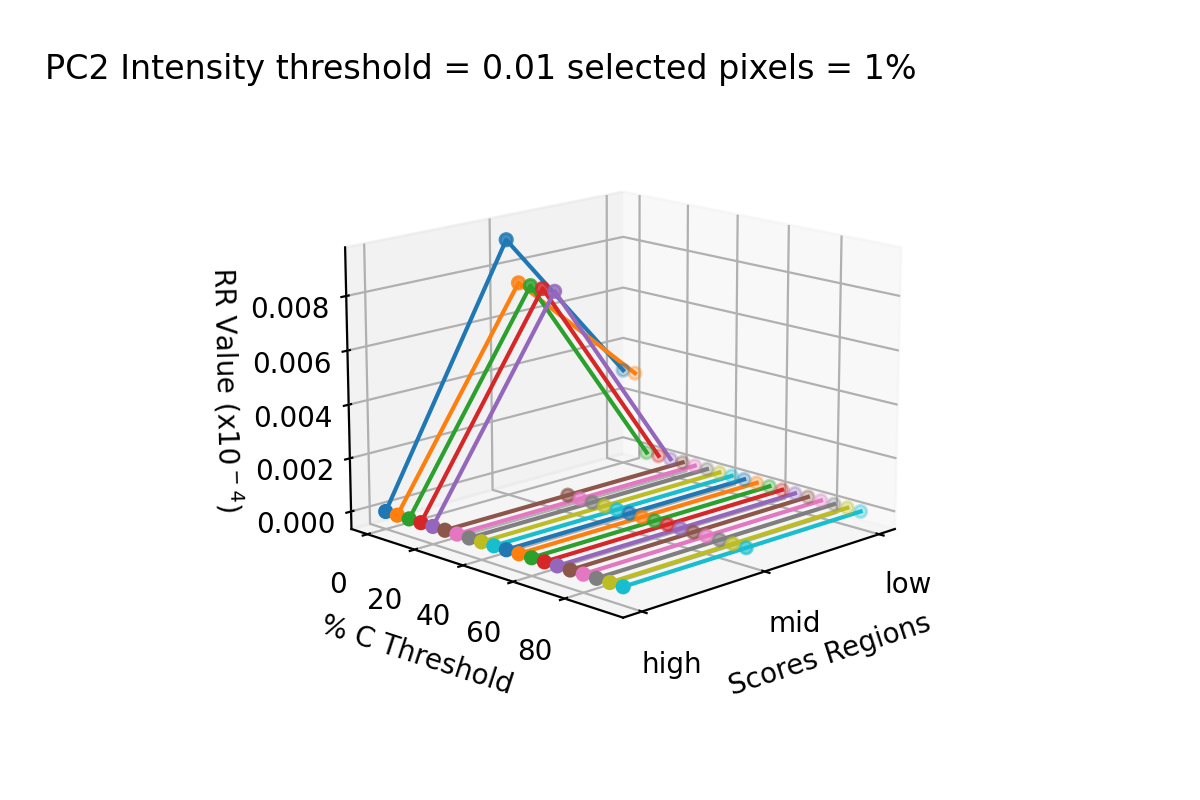 PC2 Intensity threshold = 0.01 selected pixels = 1%
RR Value (x10⁻⁴)
0.008
0.006
0.004
0.002
0.000
0
20
40
60
80
% C Threshold
high
mid
low
Scores Regions